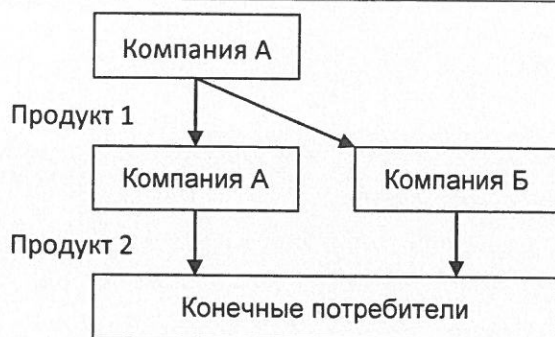 Компания А
Продукт 1
Компания А
Компания Б
Продукт 2
Конечные потребители